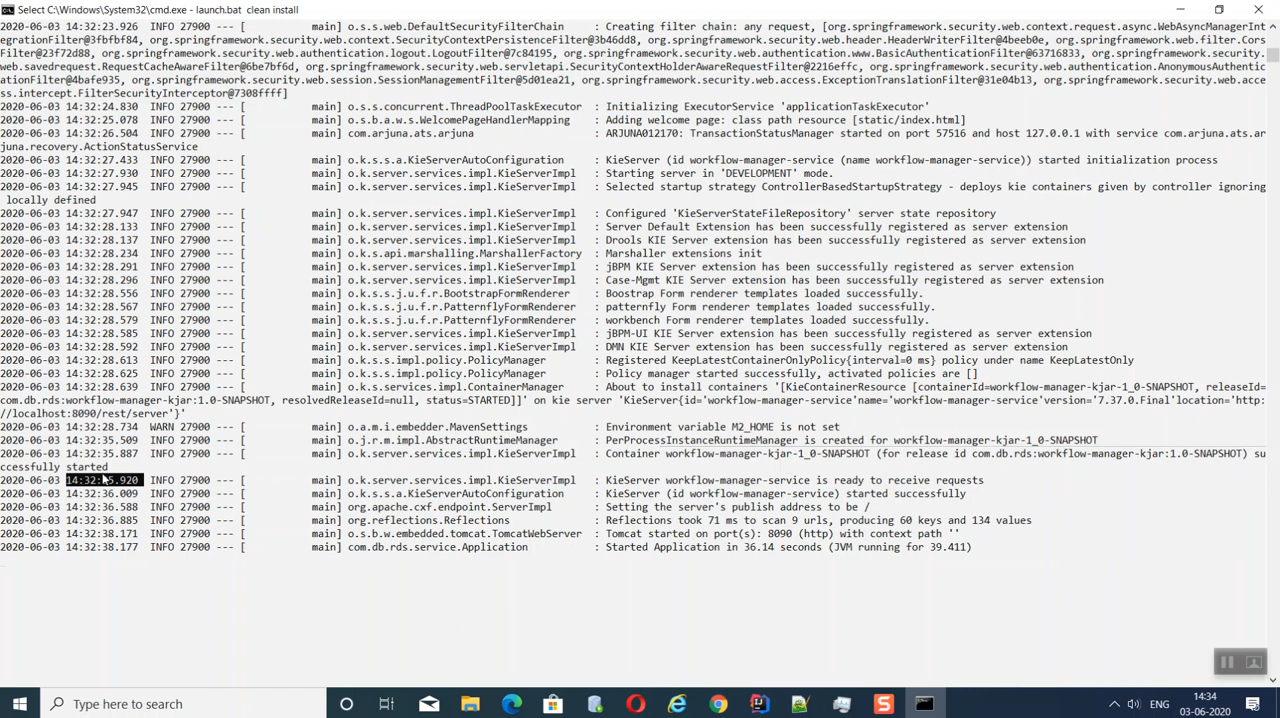 Select C:\Windows\System32\cmd.exe - launch.bat  clean install
2020-06-03 14:32:23.926  INFO 27900 --- [           main] o.s.s.web.DefaultSecurityFilterChain     : Creating filter chain: any request, [org.springframework.security.web.context.request.async.WebAsyncManagerInt
egrationFilter@3fbfbf84, org.springframework.security.web.context.SecurityContextPersistenceFilter@3b46dd8, org.springframework.security.web.header.HeaderWriterFilter@4beeb0e, org.springframework.web.filter.Cors
Filter@23f72d88, org.springframework.security.web.authentication.logout.LogoutFilter@7c84195, org.springframework.security.web.authentication.www.BasicAuthenticationFilter@63716833, org.springframework.security.
web.savedrequest.RequestCacheAwareFilter@6be7bf6d, org.springframework.security.web.servletapi.SecurityContextHolderAwareRequestFilter@2216effc, org.springframework.security.web.authentication.AnonymousAuthentic
ationFilter@4bafe935, org.springframework.security.web.session.SessionManagementFilter@5d01ea21, org.springframework.security.web.access.ExceptionTranslationFilter@31e04b13, org.springframework.security.web.acce
ss.intercept.FilterSecurityInterceptor@7308ffff]
2020-06-03 14:32:24.830  INFO 27900 --- [           main] o.s.s.concurrent.ThreadPoolTaskExecutor  : Initializing ExecutorService 'applicationTaskExecutor'
2020-06-03 14:32:25.078  INFO 27900 --- [           main] o.s.b.a.w.s.WelcomePageHandlerMapping    : Adding welcome page: class path resource [static/index.html]
2020-06-03 14:32:26.504  INFO 27900 --- [           main] com.arjuna.ats.arjuna                    : ARJUNA012170: TransactionStatusManager started on port 57516 and host 127.0.0.1 with service com.arjuna.ats.ar
juna.recovery.ActionStatusService
2020-06-03 14:32:27.433  INFO 27900 --- [           main] o.k.s.s.a.KieServerAutoConfiguration     : KieServer (id workflow-manager-service (name workflow-manager-service)) started initialization process
2020-06-03 14:32:27.930  INFO 27900 --- [           main] o.k.server.services.impl.KieServerImpl   : Starting server in 'DEVELOPMENT' mode.
2020-06-03 14:32:27.945  INFO 27900 --- [           main] o.k.server.services.impl.KieServerImpl   : Selected startup strategy ControllerBasedStartupStrategy - deploys kie containers given by controller ignoring
 locally defined
2020-06-03 14:32:27.947  INFO 27900 --- [           main] o.k.server.services.impl.KieServerImpl   : Configured 'KieServerStateFileRepository' server state repository
2020-06-03 14:32:28.133  INFO 27900 --- [           main] o.k.server.services.impl.KieServerImpl   : Server Default Extension has been successfully registered as server extension
2020-06-03 14:32:28.140  INFO 27900 --- [           main] o.k.server.services.impl.KieServerImpl   : Drools KIE Server extension has been successfully registered as server extension
2020-06-03 14:32:28.234  INFO 27900 --- [           main] o.k.s.api.marshalling.MarshallerFactory  : Marshaller extensions init
2020-06-03 14:32:28.291  INFO 27900 --- [           main] o.k.server.services.impl.KieServerImpl   : jBPM KIE Server extension has been successfully registered as server extension
2020-06-03 14:32:28.296  INFO 27900 --- [           main] o.k.server.services.impl.KieServerImpl   : Case-Mgmt KIE Server extension has been successfully registered as server extension
2020-06-03 14:32:28.556  INFO 27900 --- [           main] o.k.s.s.j.u.f.r.BootstrapFormRenderer    : Boostrap Form renderer templates loaded successfully.
2020-06-03 14:32:28.567  INFO 27900 --- [           main] o.k.s.s.j.u.f.r.PatternflyFormRenderer   : patternfly Form renderer templates loaded successfully.
2020-06-03 14:32:28.579  INFO 27900 --- [           main] o.k.s.s.j.u.f.r.PatternflyFormRenderer   : workbench Form renderer templates loaded successfully.
2020-06-03 14:32:28.585  INFO 27900 --- [           main] o.k.server.services.impl.KieServerImpl   : jBPM-UI KIE Server extension has been successfully registered as server extension
2020-06-03 14:32:28.592  INFO 27900 --- [           main] o.k.server.services.impl.KieServerImpl   : DMN KIE Server extension has been successfully registered as server extension
2020-06-03 14:32:28.613  INFO 27900 --- [           main] o.k.s.s.impl.policy.PolicyManager        : Registered KeepLatestContainerOnlyPolicy{interval=0 ms} policy under name KeepLatestOnly
2020-06-03 14:32:28.625  INFO 27900 --- [           main] o.k.s.s.impl.policy.PolicyManager        : Policy manager started successfully, activated policies are []
2020-06-03 14:32:28.639  INFO 27900 --- [           main] o.k.s.services.impl.ContainerManager     : About to install containers '[KieContainerResource [containerId=workflow-manager-kjar-1_0-SNAPSHOT, releaseId=
com.db.rds:workflow-manager-kjar:1.0-SNAPSHOT, resolvedReleaseId=null, status=STARTED]]' on kie server 'KieServer{id='workflow-manager-service'name='workflow-manager-service'version='7.37.0.Final'location='http:
//localhost:8090/rest/server'}'
2020-06-03 14:32:28.734  WARN 27900 --- [           main] o.a.m.i.embedder.MavenSettings           : Environment variable M2_HOME is not set
2020-06-03 14:32:35.509  INFO 27900 --- [           main] o.j.r.m.impl.AbstractRuntimeManager      : PerProcessInstanceRuntimeManager is created for workflow-manager-kjar-1_0-SNAPSHOT
2020-06-03 14:32:35.887  INFO 27900 --- [           main] o.k.server.services.impl.KieServerImpl   : Container workflow-manager-kjar-1_0-SNAPSHOT (for release id com.db.rds:workflow-manager-kjar:1.0-SNAPSHOT) su
ccessfully started
2020-06-03 14:32:35.920  INFO 27900 --- [           main] o.k.server.services.impl.KieServerImpl   : KieServer workflow-manager-service is ready to receive requests
2020-06-03 14:32:36.009  INFO 27900 --- [           main] o.k.s.s.a.KieServerAutoConfiguration     : KieServer (id workflow-manager-service) started successfully
2020-06-03 14:32:36.588  INFO 27900 --- [           main] org.apache.cxf.endpoint.ServerImpl       : Setting the server's publish address to be /
2020-06-03 14:32:36.885  INFO 27900 --- [           main] org.reflections.Reflections              : Reflections took 71 ms to scan 9 urls, producing 60 keys and 134 values
2020-06-03 14:32:38.171  INFO 27900 --- [           main] o.s.b.w.embedded.tomcat.TomcatWebServer  : Tomcat started on port(s): 8090 (http) with context path ''
2020-06-03 14:32:38.177  INFO 27900 --- [           main] com.db.rds.service.Application           : Started Application in 36.14 seconds (JVM running for 39.411)
Type here to search
ENG
14:34
03-06-2020